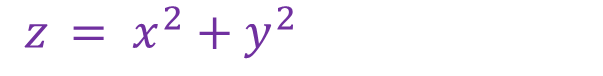 z = x² + y²